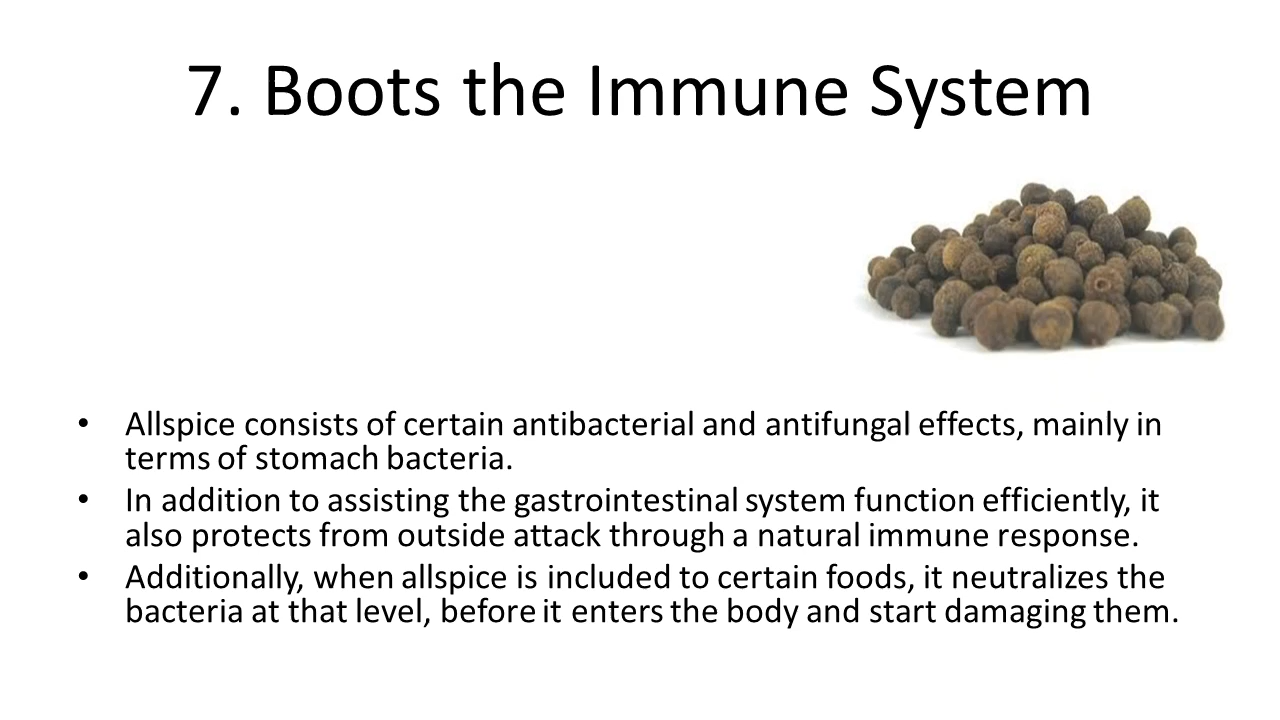 7. Boots the Immune System
• Allspice consists of certain antibacterial and antifungal effects, mainly in
terms of stomach bacteria.
• In addition to assisting the gastrointestinal system function efficiently, it
also protects from outside attack through a natural immune response.
• Additionally, when allspice is included to certain foods, it neutralizes the
bacteria at that level, before it enters the body and start damaging them.